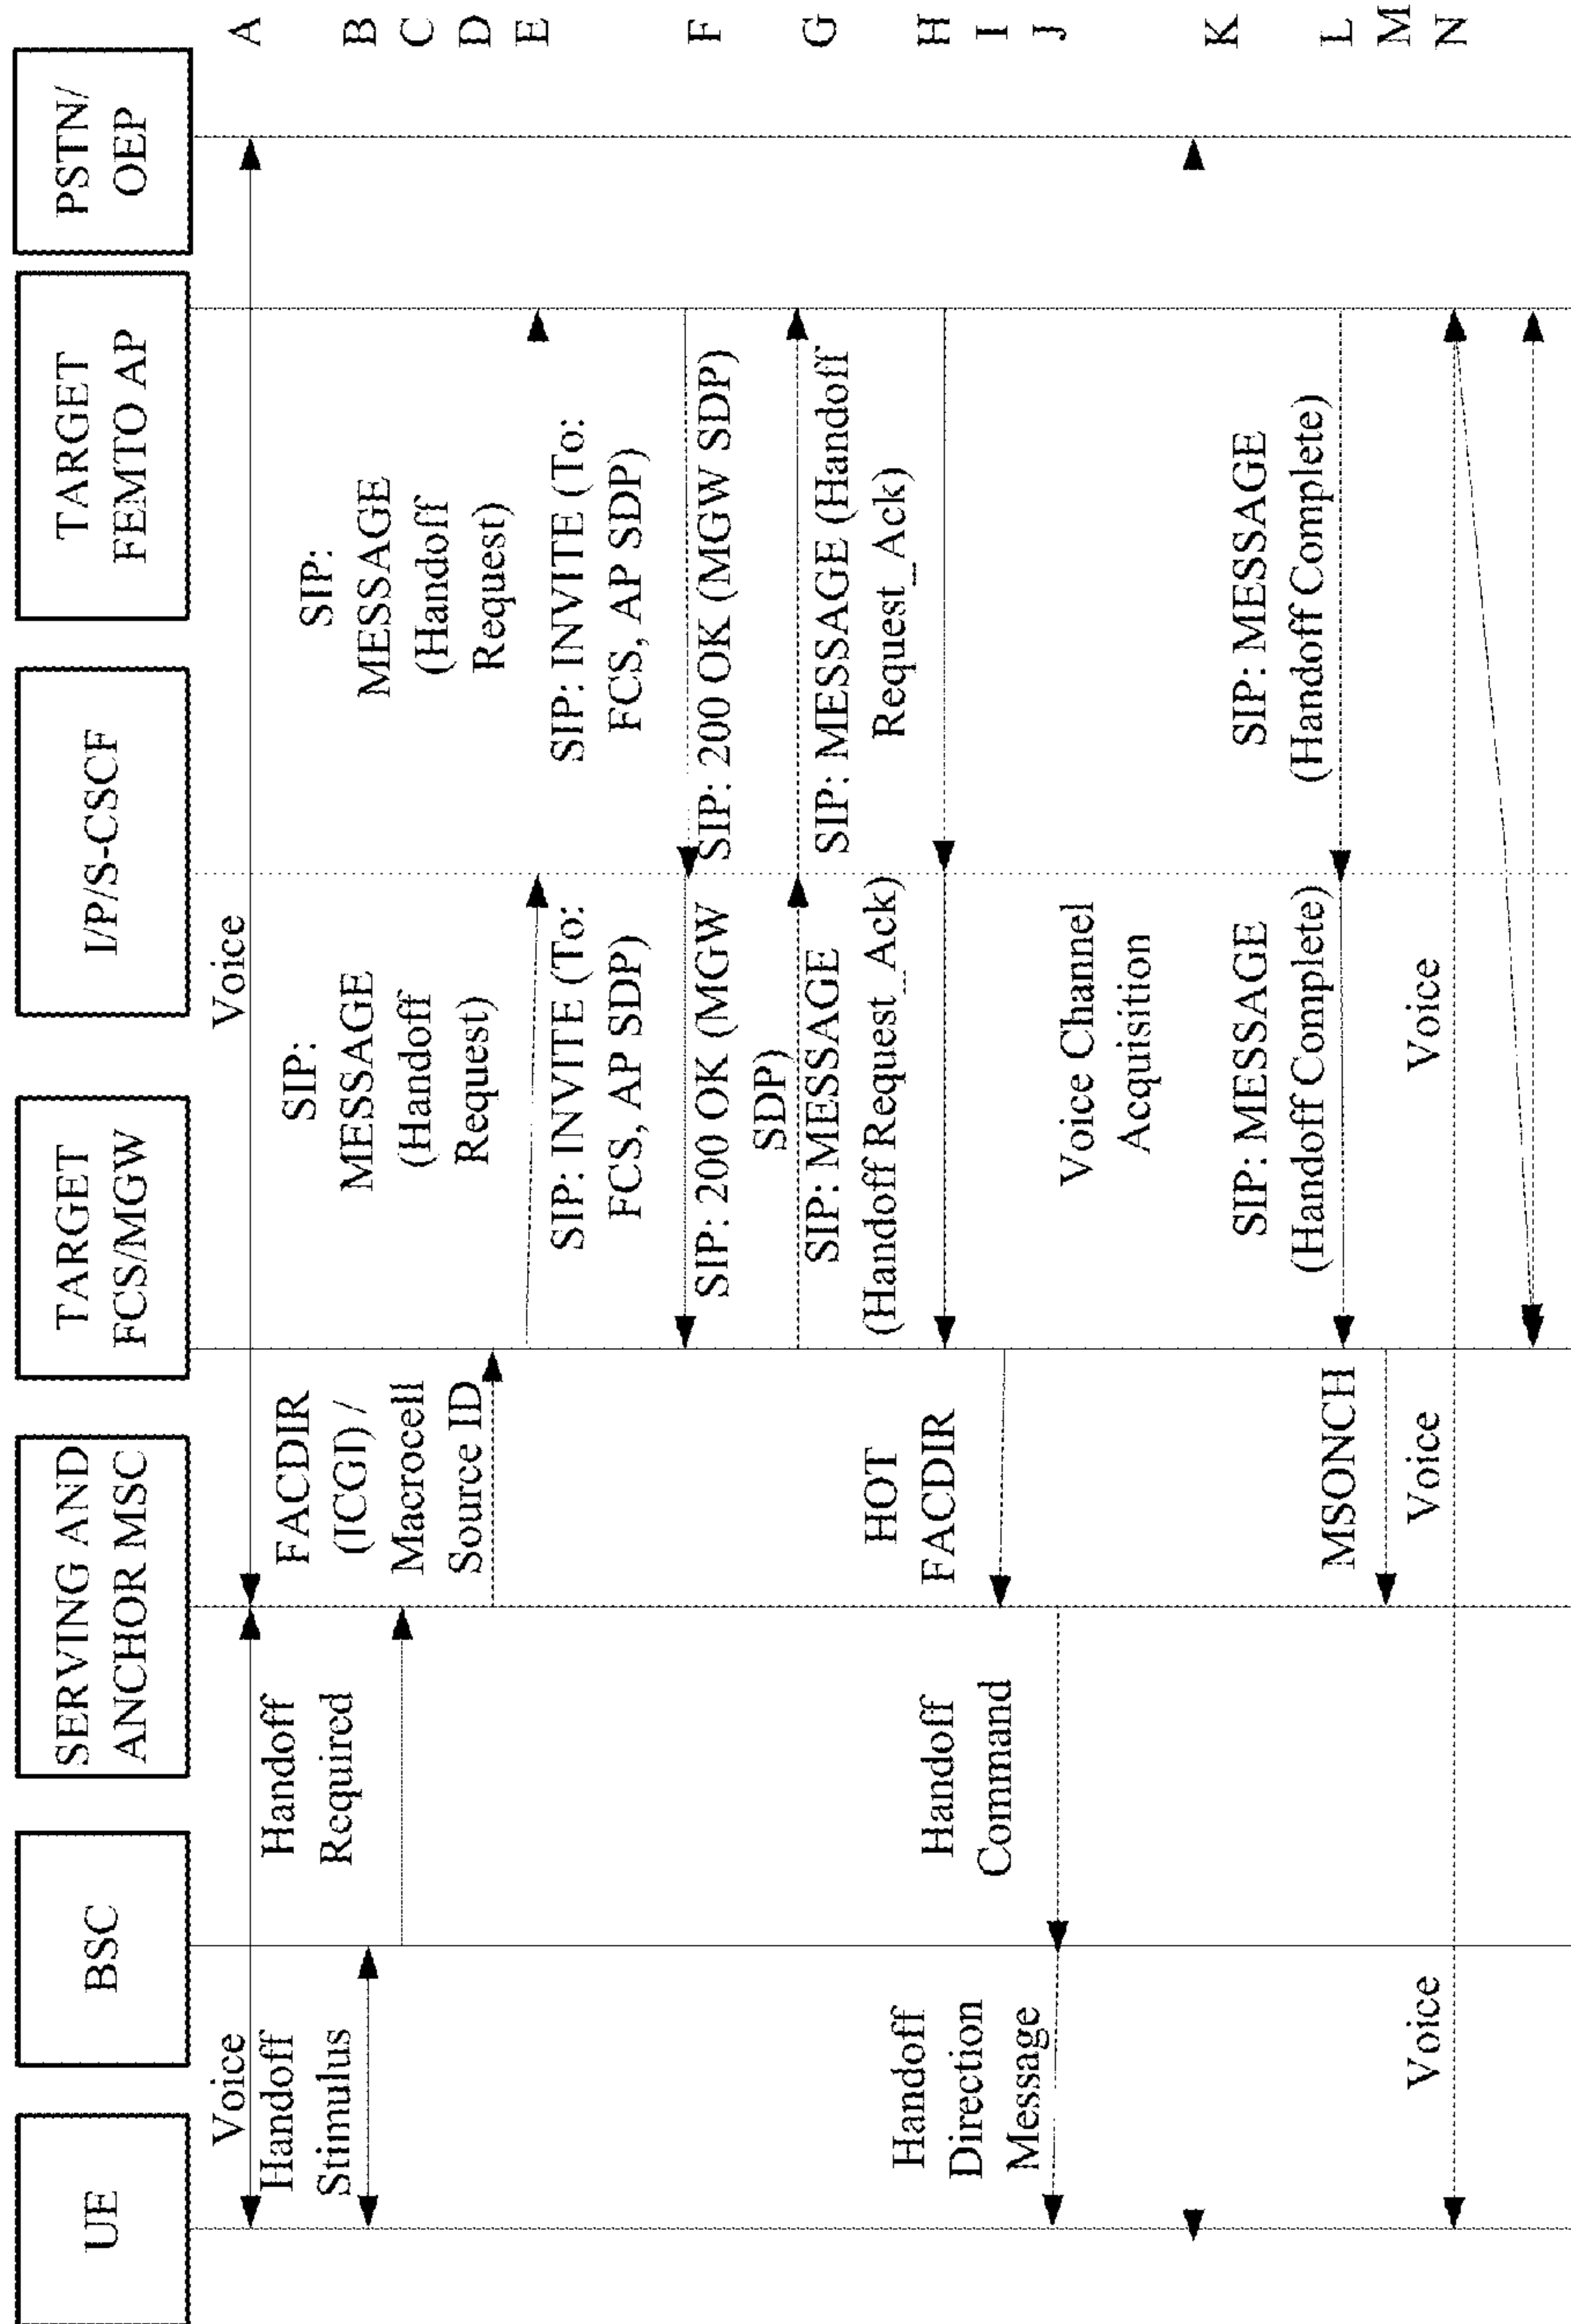 UE
BSC
SERVING AND
ANCHOR MSC
TARGET
FCS/MGW
I/P/S-CSCF
TARGET
FEMTO AP
PSTN/
OEP
Voice
Voice
A
Handoff
Stimulus
Handoff
Required
FACDIR
(ICGI) /
Macrocell
Source ID
SIP:
MESSAGE
(Handoff
Request)
SIP:
MESSAGE
(Handoff
Request)
B
C
D
E
SIP: INVITE (To:
FCS, AP SDP)
SIP: INVITE (To:
FCS, AP SDP)
F
SIP: 200 OK (MGW
SDP)
SIP: 200 OK (MGW SDP)
G
SIP: MESSAGE
(Handoff Request_Ack)
SIP: MESSAGE (Handoff
Request_Ack)
H
HOT
FACDIR
I
Handoff
Direction
Message
Handoff
Command
J
Voice Channel
Acquisition
K
SIP: MESSAGE
(Handoff Complete)
SIP: MESSAGE
(Handoff Complete)
L
MSONCH
M
Voice
Voice
Voice
N